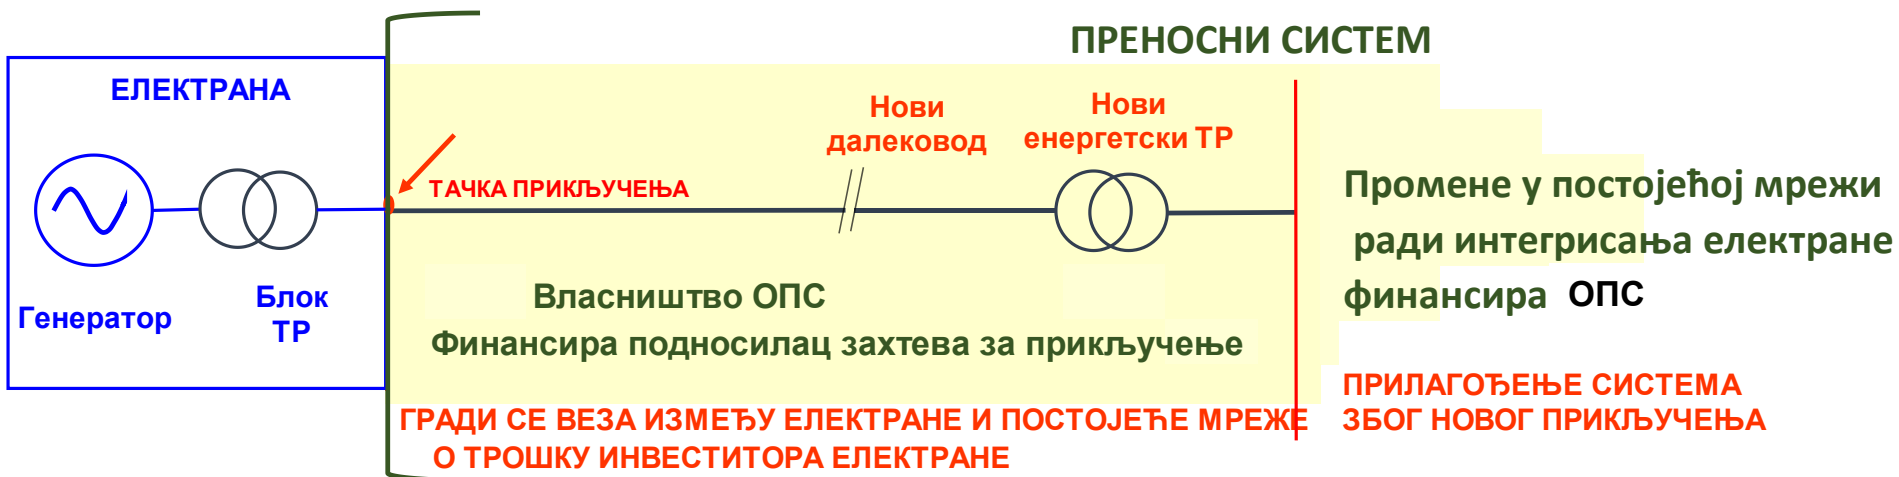 ПРЕНОСНИ СИСТЕМ
ЕЛЕКТРАНА
Нови
далековод
Нови
енергетски ТР
ТАЧКА ПРИКЉУЧЕЊА
Генератор
Блок
ТР
Власништво ОПС
Финансира подносилац захтева за прикључење
Промене у постојећој мрежи
ради интегрисања електране
финансира ОПС
ГРАДИ СЕ ВЕЗА ИЗМЕЂУ ЕЛЕКТРАНЕ И ПОСТОЈЕЋЕ МРЕЖЕ
О ТРОШКУ ИНВЕСТИТОРА ЕЛЕКТРАНЕ
ПРИЛАГОЂЕЊЕ СИСТЕМА
ЗБОГ НОВОГ ПРИКЉУЧЕЊА